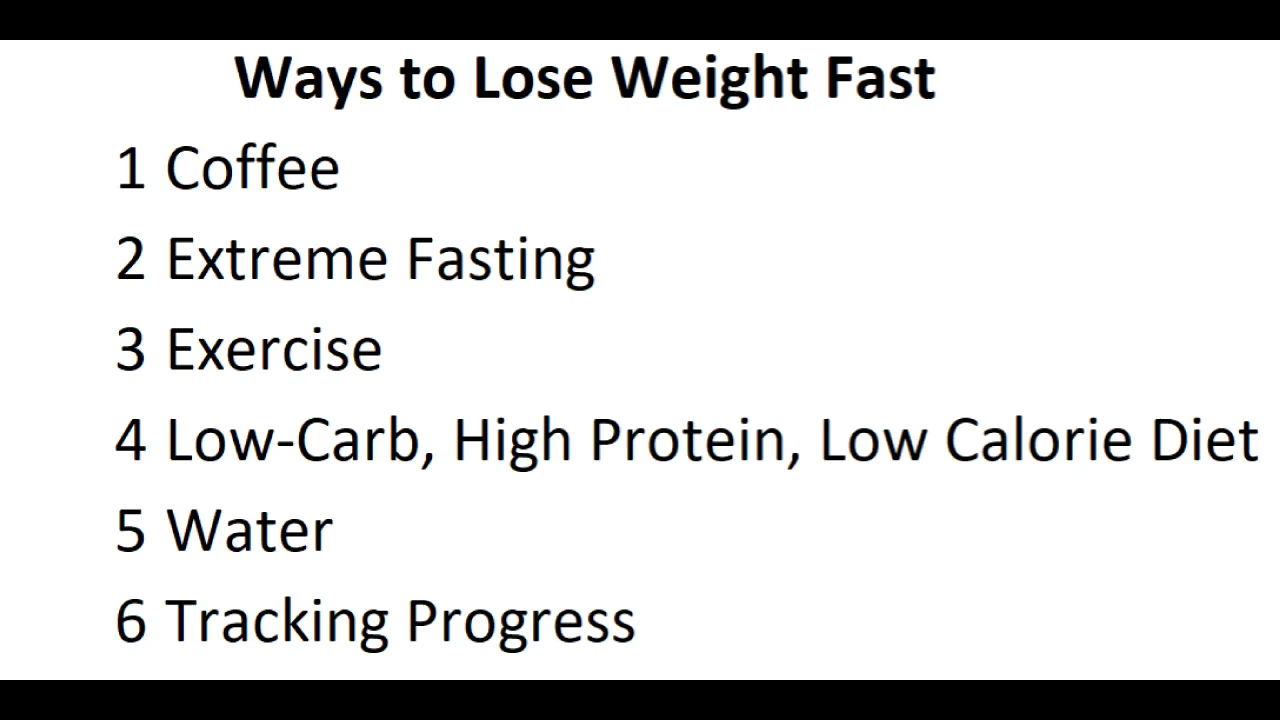 Ways to Lose Weight Fast
1 Coffee
2 Extreme Fasting
3 Exercise
4 Low-Carb, High Protein, Low Calorie Diet
5 Water
6 Tracking Progress